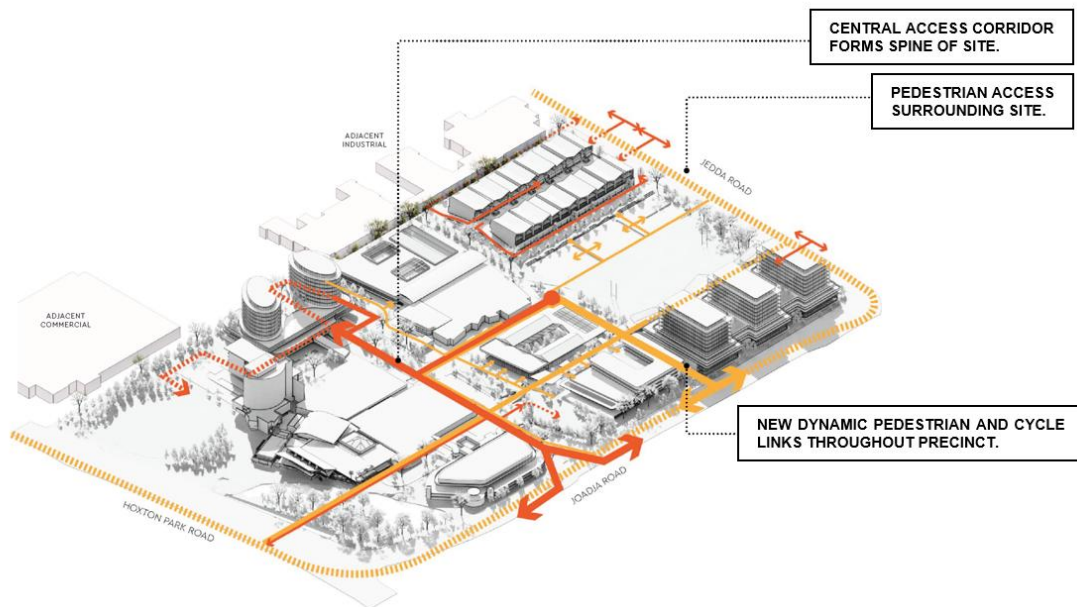 CENTRAL ACCESS CORRIDOR
FORMS SPINE OF SITE.
PEDESTRIAN ACCESS
SURROUNDING SITE.
ADJACENT
INDUSTRIAL
JEDDA ROAD
ADJACENT
COMMERCIAL
NEW DYNAMIC PEDESTRIAN AND CYCLE
LINKS THROUGHOUT PRECINCT.
JOADJA ROAD
HOXTON PARK ROAD